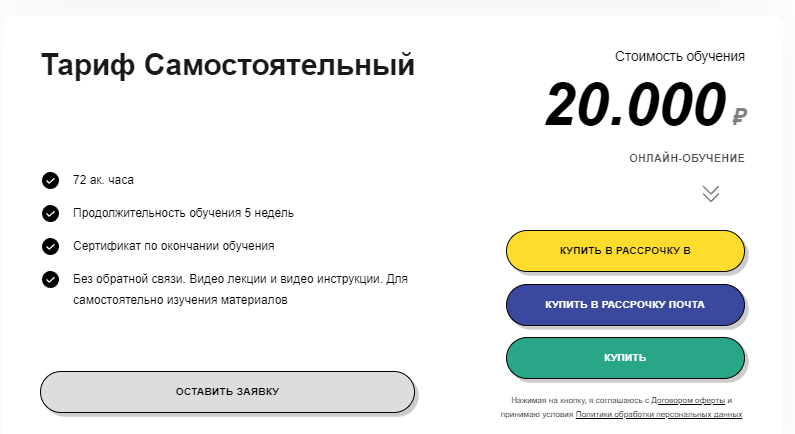 Тариф Самостоятельный
72 ак. часа
Продолжительность обучения 5 недель
Сертификат по окончании обучения
Без обратной связи. Видео лекции и видео инструкции. Для
самостоятельно изучения материалов
ОСТАВИТЬ ЗАЯВКУ
Стоимость обучения
20.000 ₽
ОНЛАЙН-ОБУЧЕНИЕ
КУПИТЬ В РАССРОЧКУ В
КУПИТЬ В РАССРОЧКУ ПОЧТА
КУПИТЬ
Нажимая на кнопку, я соглашаюсь с Договором оферты и
принимаю условия Политики обработки персональных данных